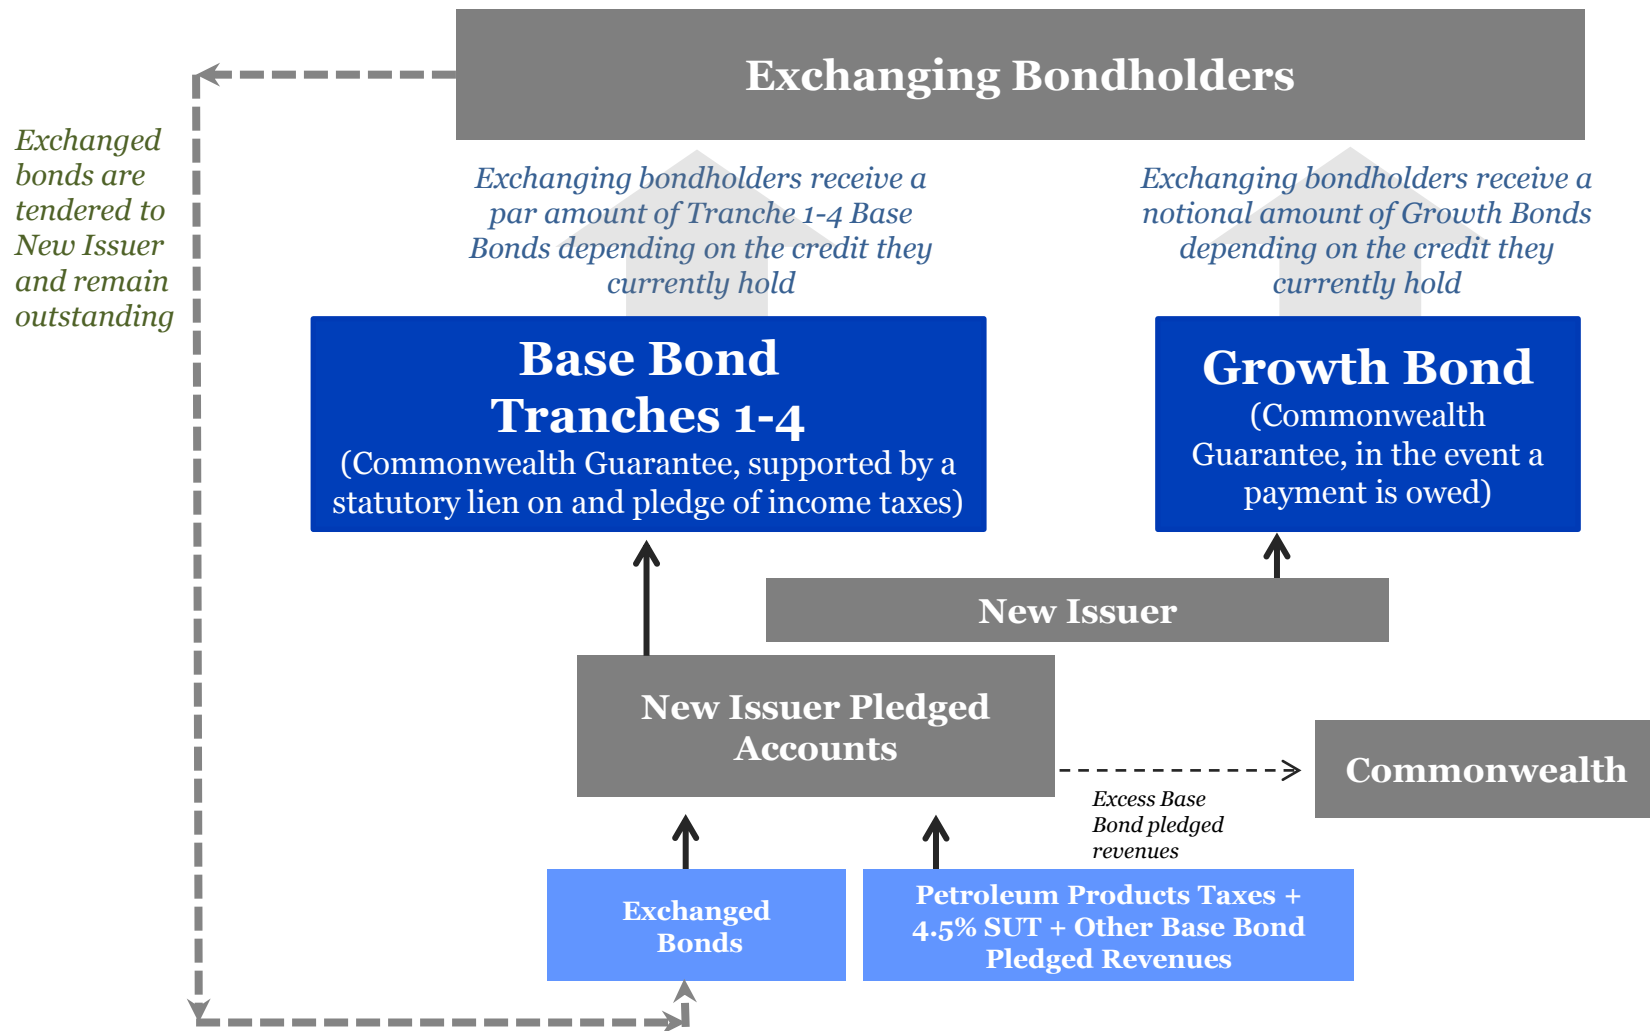 Exchanging Bondholders
Exchanged
bonds are
tendered to
New Issuer
and remain
outstanding
Exchanging bondholders receive a
par amount of Tranche 1-4 Base
Bonds depending on the credit they
currently hold
Exchanging bondholders receive a
notional amount of Growth Bonds
depending on the credit they
currently hold
Base Bond
Tranches 1-4
(Commonwealth Guarantee, supported by a
statutory lien on and pledge of income taxes)
Growth Bond
(Commonwealth
Guarantee, in the event a
payment is owed)
New Issuer
New Issuer Pledged
Accounts
Commonwealth
Excess Base
Bond pledged
revenues
Exchanged
Bonds
Petroleum Products Taxes +
4.5% SUT + Other Base Bond
Pledged Revenues